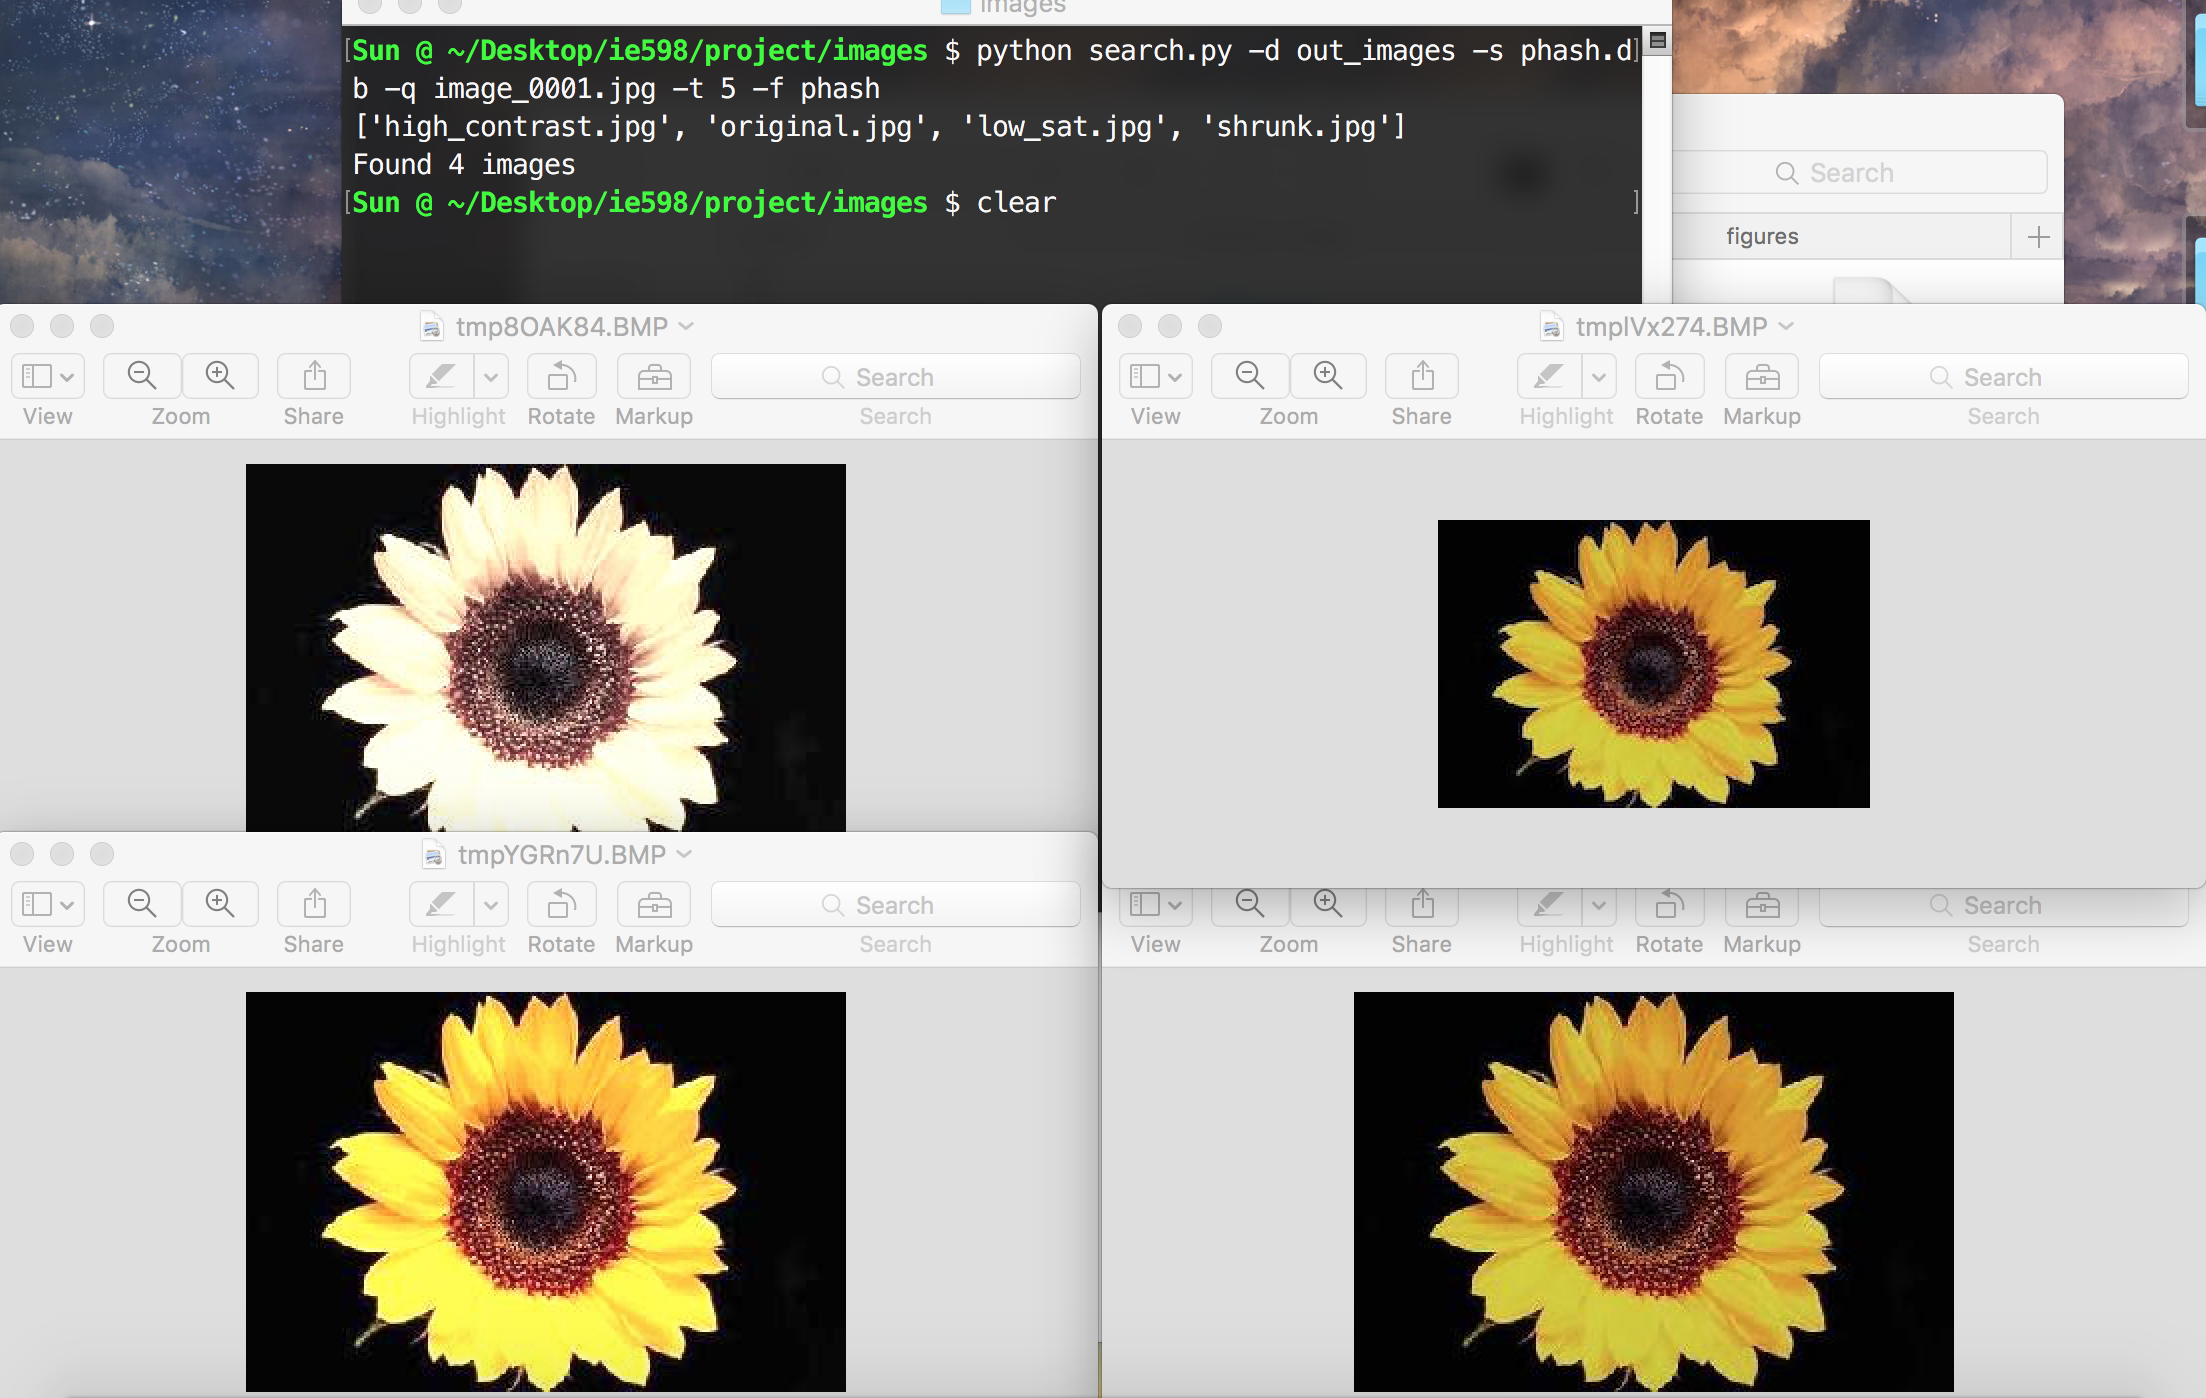 images
Sun @ ~/Desktop/ie598/project/images $ python search.py -d out_images -s phash.d
b -q image_0001.jpg -t 5 -f phash
['high_contrast.jpg', 'original.jpg', 'low_sat.jpg', 'shrunk.jpg']
Found 4 images
Sun @ ~/Desktop/ie598/project/images $ clear
Search
figures
tmp8OAK84.BMP
Search
View Zoom Share Highlight Rotate Markup Search
tmplVx274.BMP
Search
View Zoom Share Highlight Rotate Markup Search
tmpYGRn7U.BMP
Search
View Zoom Share Highlight Rotate Markup Search
Search
View Zoom Share Highlight Rotate Markup Search